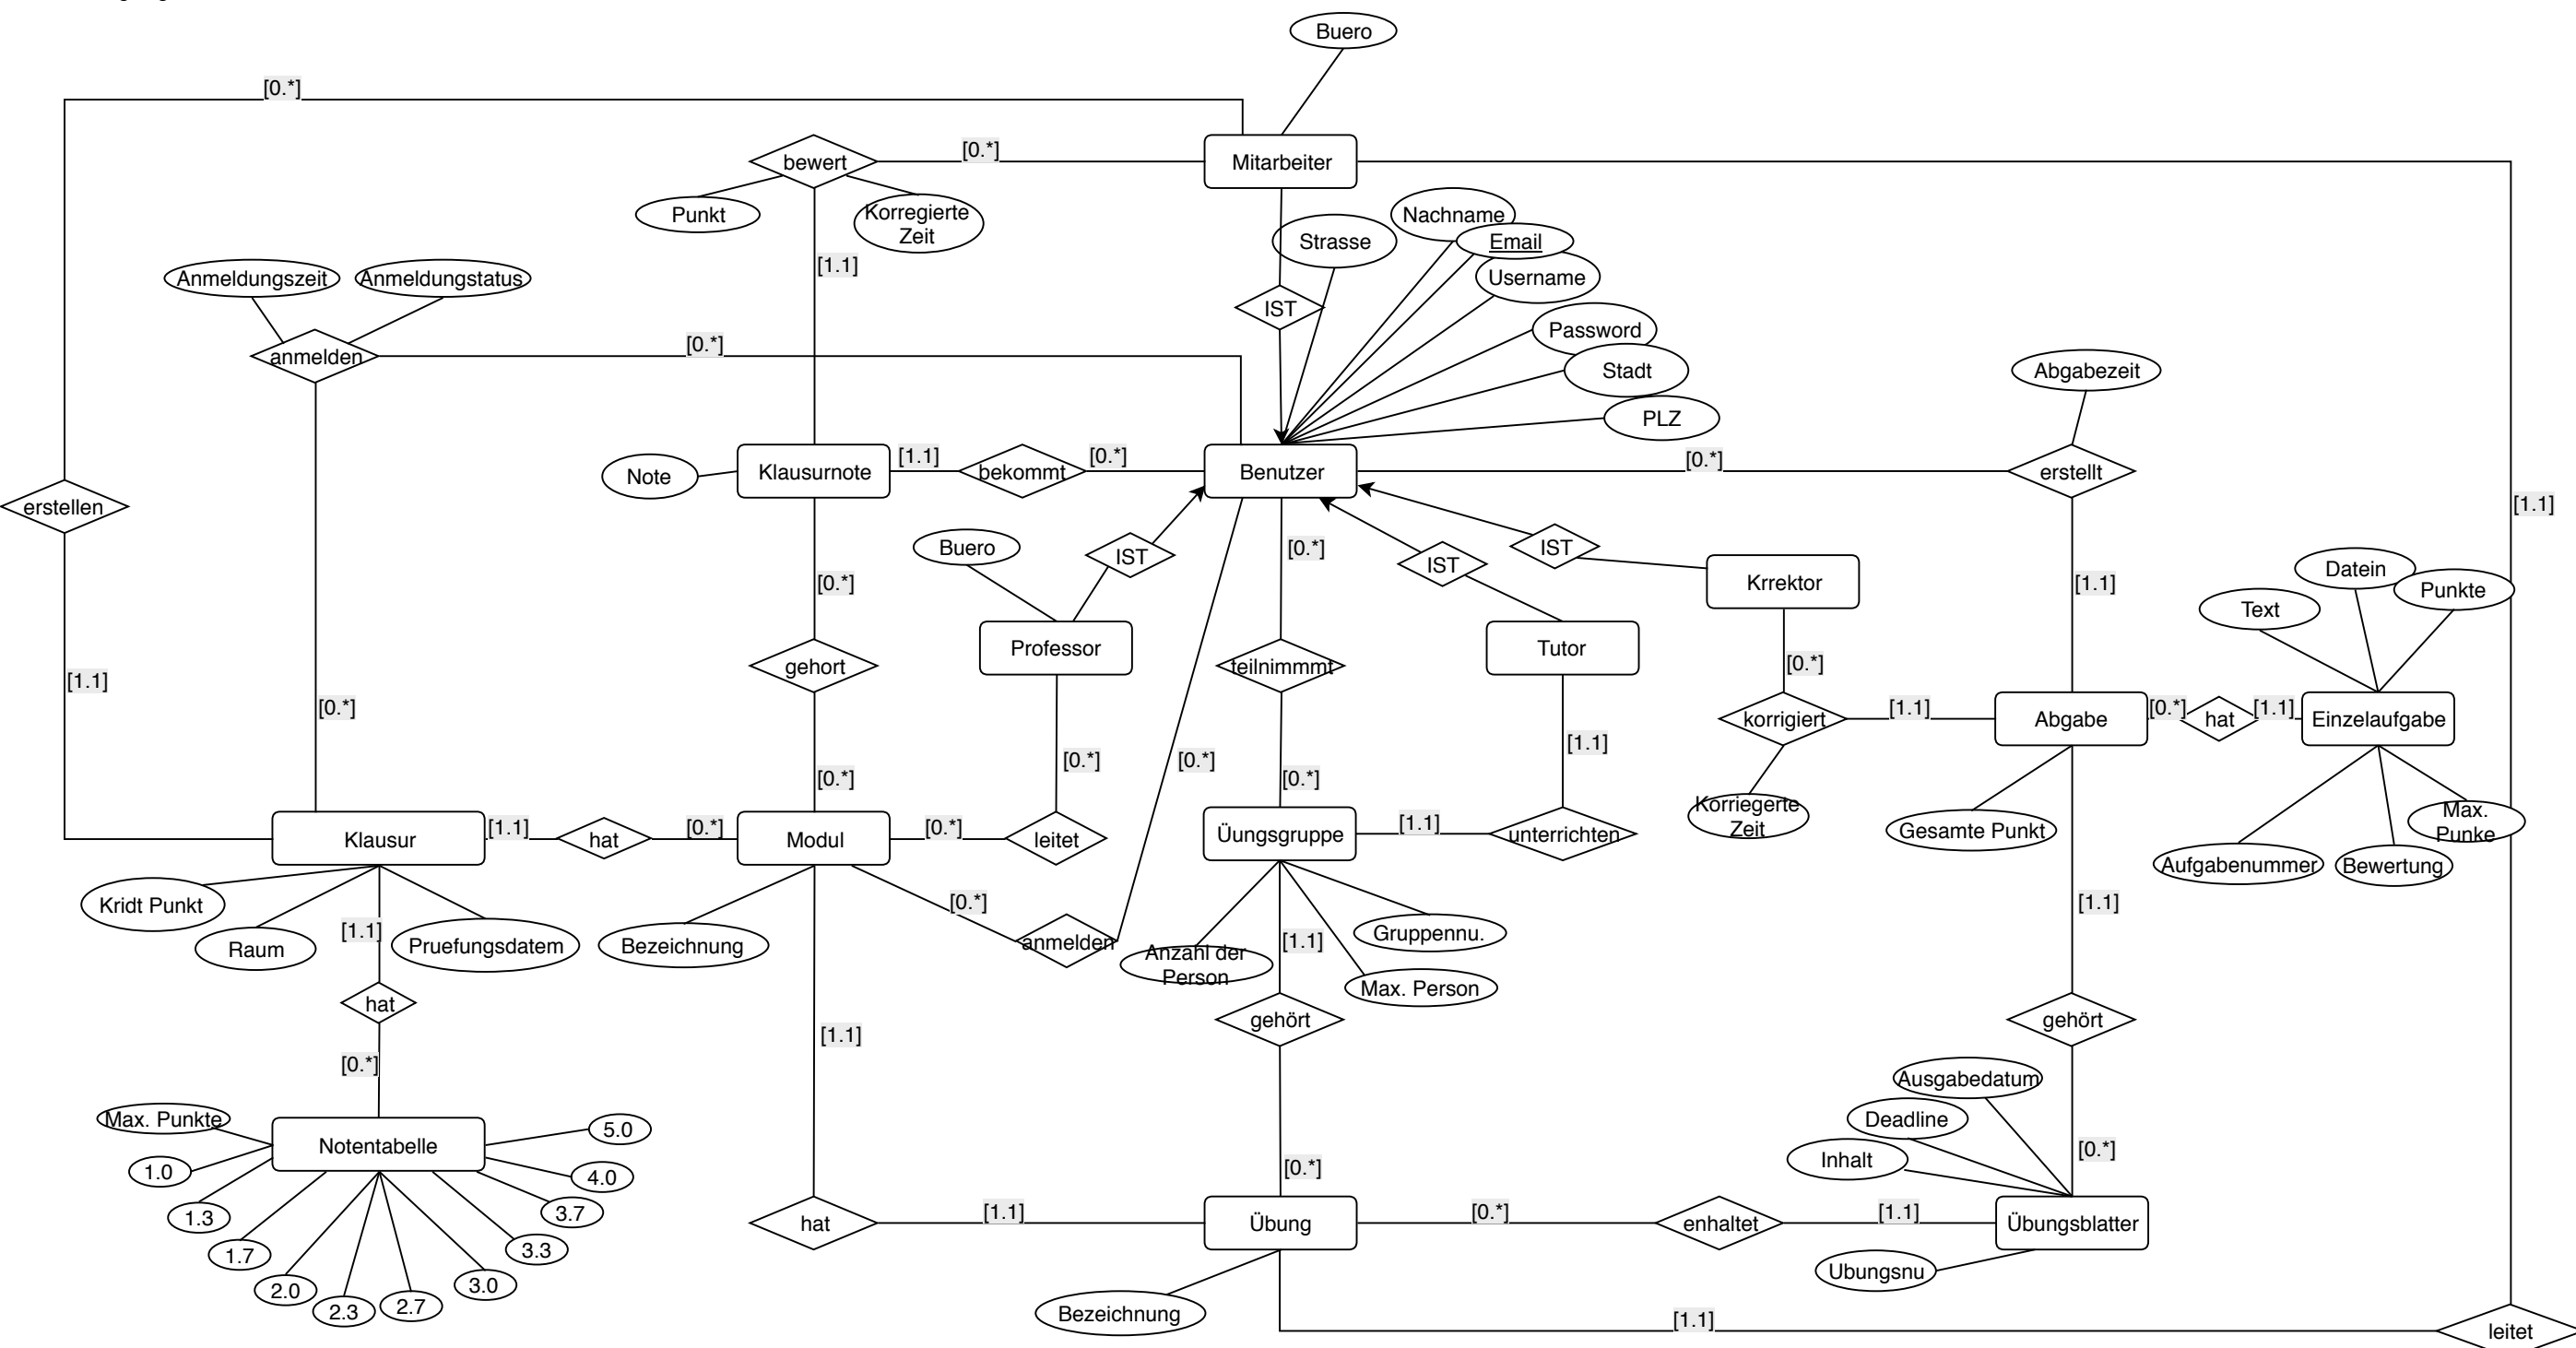 Buero
[0.*]
bewert
[0.*]
Mitarbeiter
Punkt
Korregierte
Zeit
Nachname
Strasse
Email
Username
[1.1]
Anmeldungszeit
Anmeldungstatus
IST
Password
anmelden
[0.*]
Stadt
Abgabezeit
PLZ
Note
Klausurnote
[1.1]
bekommt
[0.*]
Benutzer
[0.*]
erstellt
erstellen
[1.1]
Buero
IST
[0.*]
IST
IST
Krrektor
[0.*]
[1.1]
Datein
Punkte
Text
Professor
Tutor
gehort
teilnimmmt
[0.*]
[1.1]
[0.*]
korrigiert
[1.1]
Abgabe
[0.*]
hat
[1.1]
Einzelaufgabe
[0.*]
[0.*]
[0.*]
[0.*]
[1.1]
Korriegerte
Zeit
Klausur
[1.1]
hat
[0.*]
Modul
[0.*]
leitet
Üungsgruppe
[1.1]
unterrichten
Gesamte Punkt
Max.
Punke
Aufgabenummer
Bewertung
Kridt Punkt
Raum
[1.1]
Pruefungsdatem
Bezeichnung
[0.*]
anmelden
Anzahl der
Person
[1.1]
Gruppennu.
Max. Person
[1.1]
hat
[1.1]
gehört
gehört
[0.*]
Ausgabedatum
Deadline
Inhalt
[0.*]
[0.*]
Max. Punkte
Notentabelle
5.0
1.0
4.0
1.3
3.7
1.7
3.3
2.0
3.0
2.3
2.7
hat
[1.1]
Übung
[0.*]
enhaltet
[1.1]
Übungsblatter
Ubungsnu
Bezeichnung
[1.1]
leitet